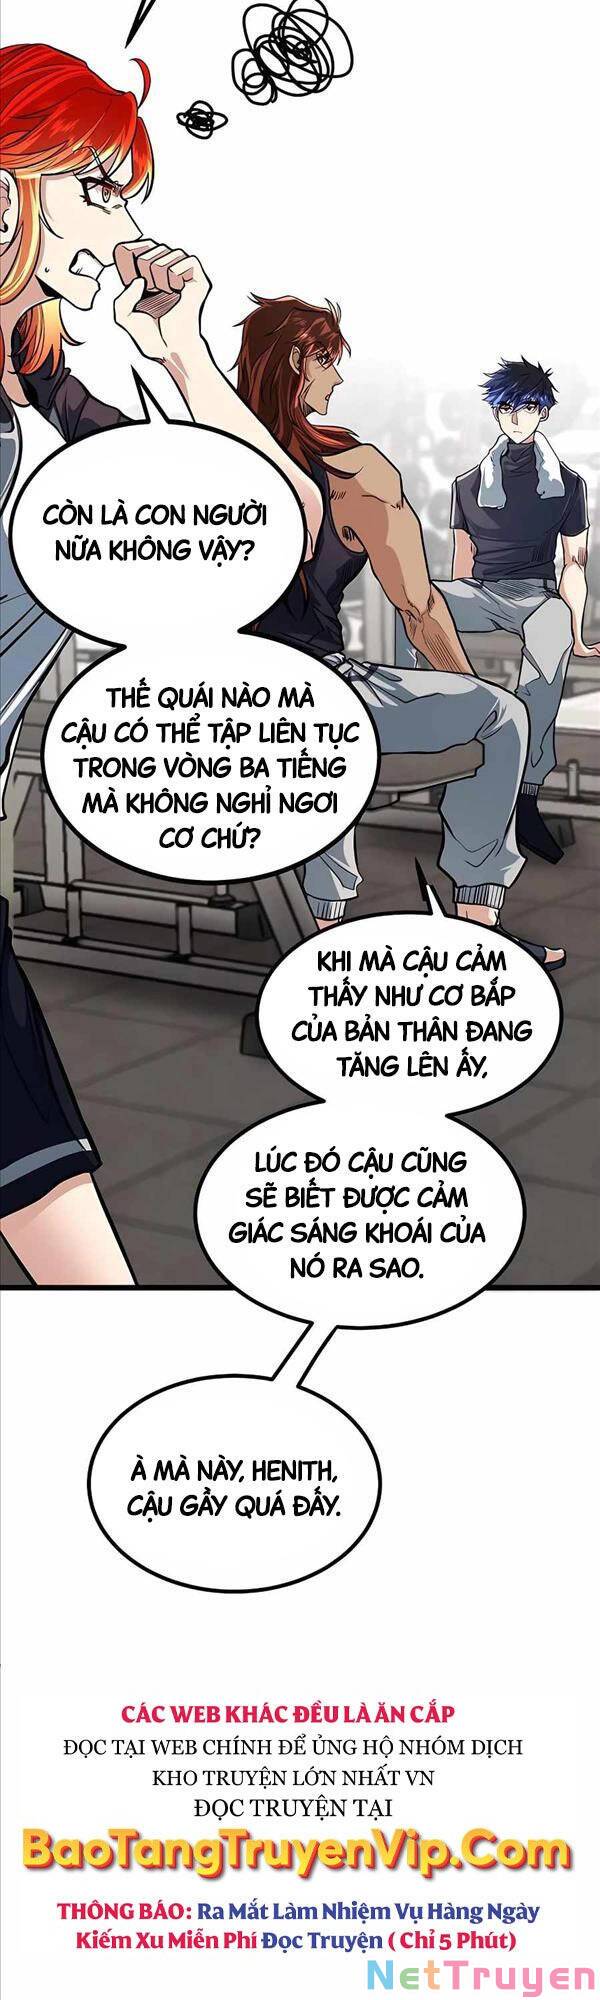 CÒN LÀ CON NGƯỜI
NỮA KHÔNG VẬY?
THẾ QUÁI NÀO MÀ
CẬU CÓ THỂ TẬP LIÊN TỤC
TRONG VÒNG BA TIẾNG
MÀ KHÔNG NGHỈ NGƠI
CƠ CHỨ?
KHI MÀ CẬU CẢM
THẤY NHƯ CƠ BẮP
CỦA BẢN THÂN ĐANG
TĂNG LÊN ẤY,
LÚC ĐÓ CẬU CŨNG
SẼ BIẾT ĐƯỢC CẢM
GIÁC SẢNG KHOÁI CỦA
NÓ RA SAO.
À MÀ NÀY, HENITH,
CẬU GẦY QUÁ ĐẤY.
CÁC WEB KHÁC ĐỀU LÀ ĂN CẮP
ĐỌC TẠI WEB CHÍNH ĐỂ ỦNG HỘ NHÓM DỊCH
KHO TRUYỆN LỚN NHẤT VN
ĐỌC TRUYỆN TẠI
BaoTangTruyenVip.Com
THÔNG BÁO: Ra Mắt Làm Nhiệm Vụ Hàng Ngày
Kiếm Xu Miễn Phí Đọc Truyện ( Chỉ 5 Phút)
NetTruyen